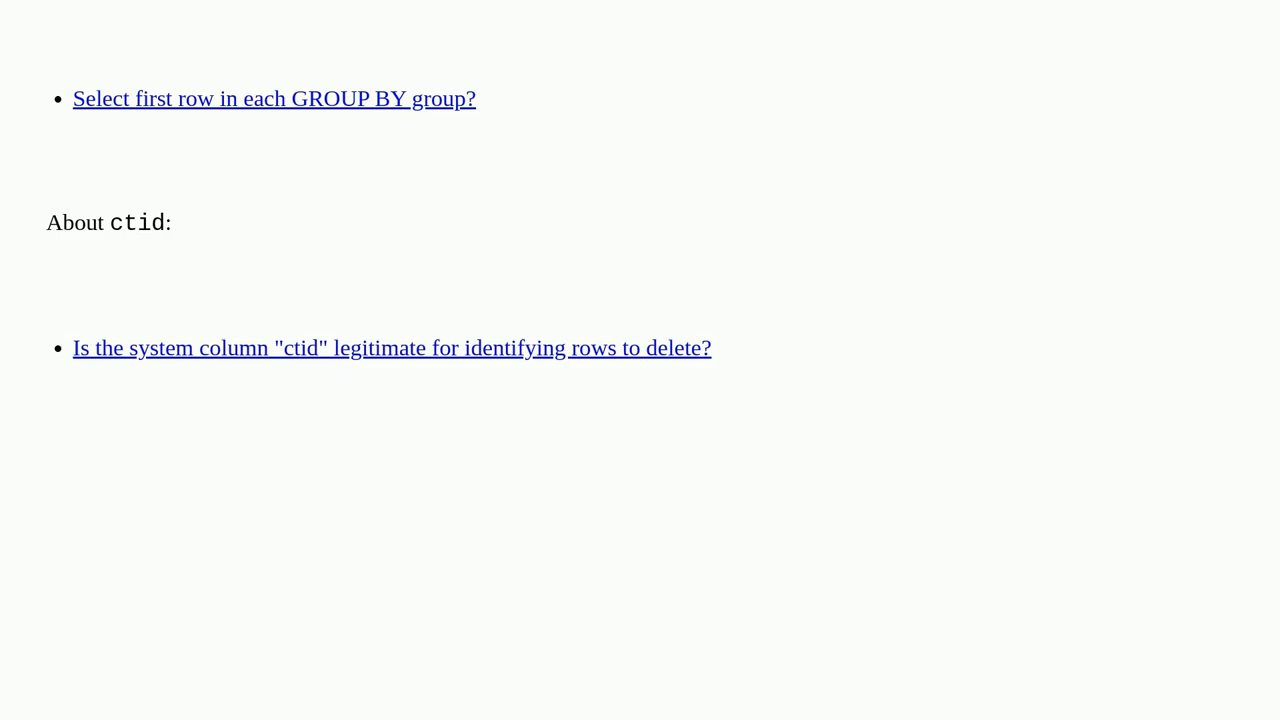 • Select first row in each GROUP BY group?
About ctid:
• Is the system column "ctid" legitimate for identifying rows to delete?